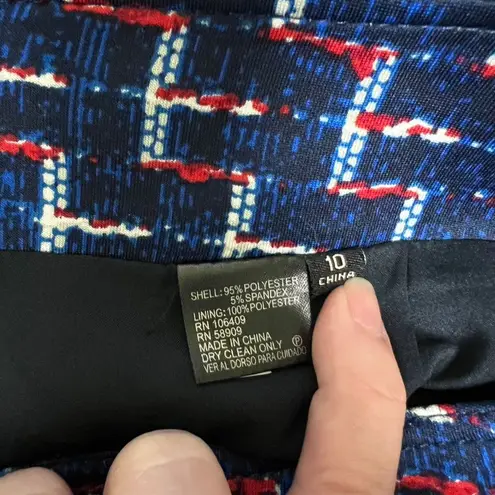 10
CHINA
SHELL: 95% POLYESTER
5% SPANDEX
LINING: 100% POLYESTER
RN 106409
RN 58909
MADE IN CHINA
DRY CLEAN ONLY Ⓟ
VER AL DORSO PARA CUIDADO